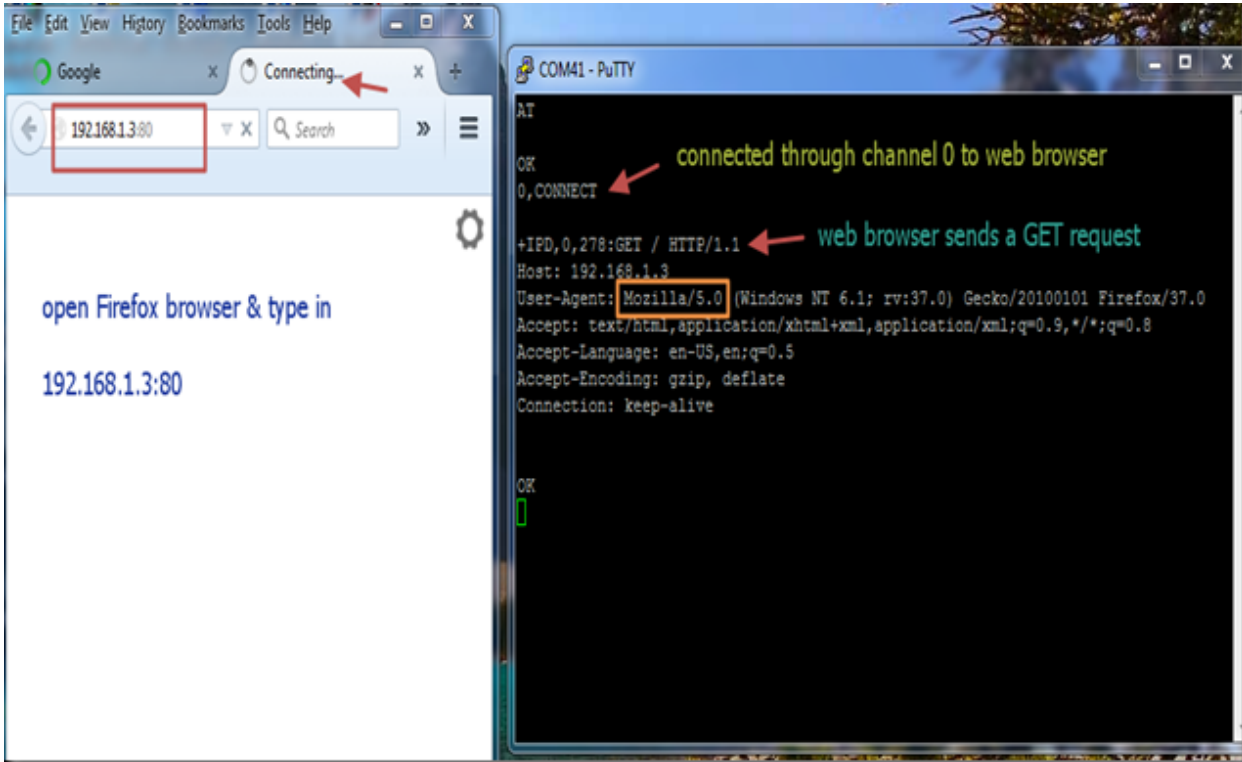 File Edit View History Bookmarks Tools Help
Google
Connecting...
192.168.1.3:80
Search
open Firefox browser & type in
192.168.1.3:80
COM41 - PuTTY
AT
OK
connected through channel 0 to web browser
0,CONNECT
+IPD,0,278:GET / HTTP/1.1
web browser sends a GET request
Host: 192.168.1.3
User-Agent: Mozilla/5.0 (Windows NT 6.1; rv:37.0) Gecko/20100101 Firefox/37.0
Accept: text/html,application/xhtml+xml,application/xml;q=0.9,*/*;q=0.8
Accept-Language: en-US,en;q=0.5
Accept-Encoding: gzip, deflate
Connection: keep-alive
OK